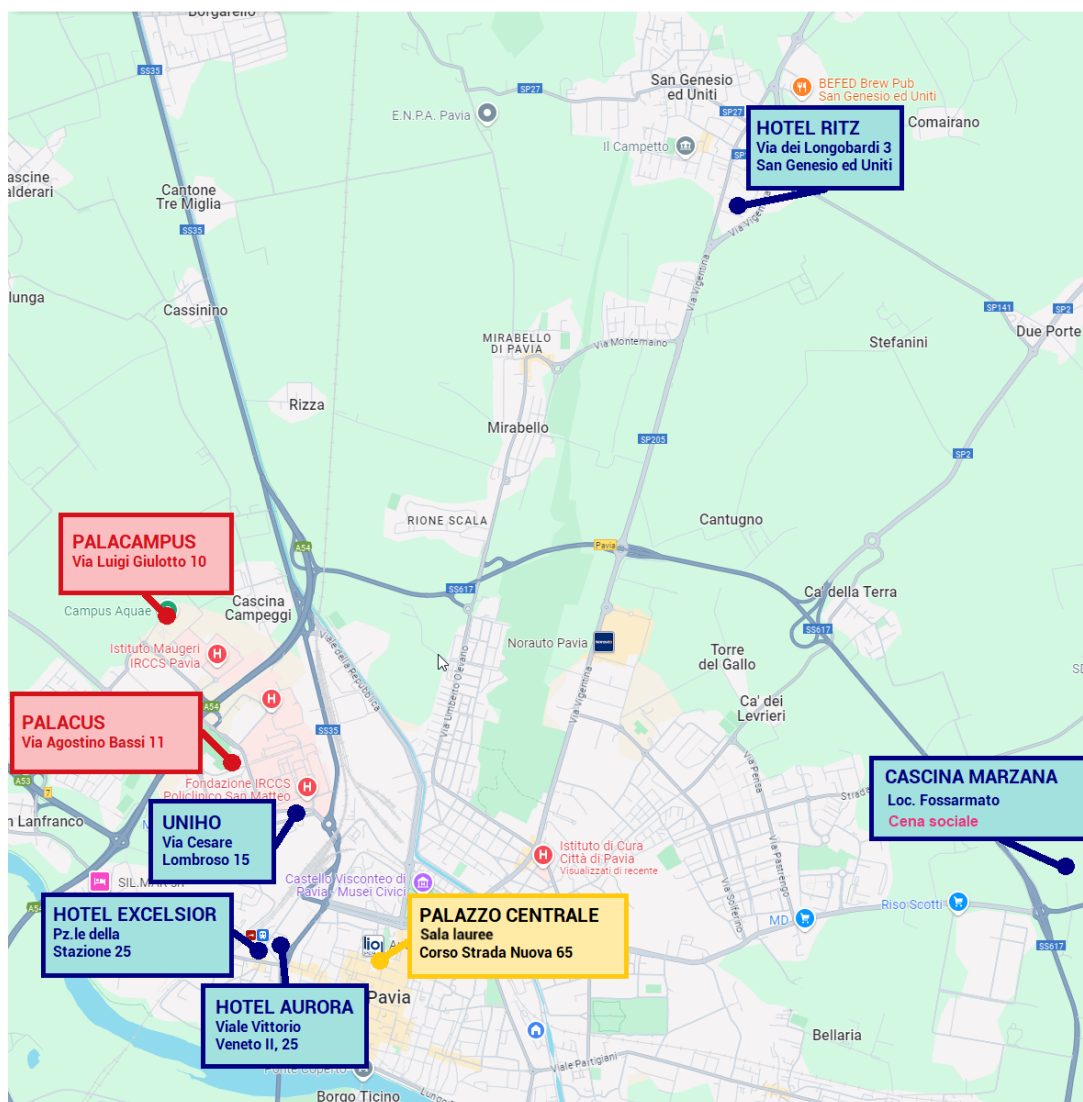 Borgarello
SS35
San Genesio
ed Uniti
BEFED Brew Pub
San Genesio ed Uniti
SP27
E.N.P.A. Pavia
SP27
Comairano
HOTEL RITZ
Via dei Longobardi 3
San Genesio ed Uniti
Il Campetto
Cantone
Tre Miglia
SS35
Via Vigentina
Via Vigentina
Cassinino
SP141
SP2
Due Porte
MIRABELLO
DI PAVIA
Via Montemaino
Stefanini
Rizza
Mirabello
SP205
SP2
RIONE SCALA
Cantugno
PALACAMPUS
Via Luigi Giulotto 10
A54
Pavia
SS617
Campus Aquae
Cascina
Campeggi
Ca' della Terra
SS617
Istituto Maugeri
IRCCS Pavia
Viale della Repubblica
Norauto Pavia
NORAUTO
Torre
del Gallo
Via Umberto Olevano
Via Vigentina
A54
Ca' dei
Levrieri
PALACUS
Via Agostino Bassi 11
SS35
Via Pensa
A53
7
Fondazione IRCCS
Policlinico San Matteo
CASCINA MARZANA
Loc. Fossarmato
Cena sociale
Strada
UNIHO
Via Cesare
Lombroso 15
Istituto di Cura
Città di Pavia
Visualizzati di recente
Via Pastrengo
Castello Visconteo di
Pavia - Musei Civici
Via Solferino
HOTEL EXCELSIOR
Pz.le della
Stazione 25
PALAZZO CENTRALE
Sala lauree
Corso Strada Nuova 65
MD
Riso Scotti
SS617
Pavia
HOTEL AURORA
Viale Vittorio
Veneto II, 25
Bellaria
Viale Partigiani
Ponte Coperto
Borgo Ticino